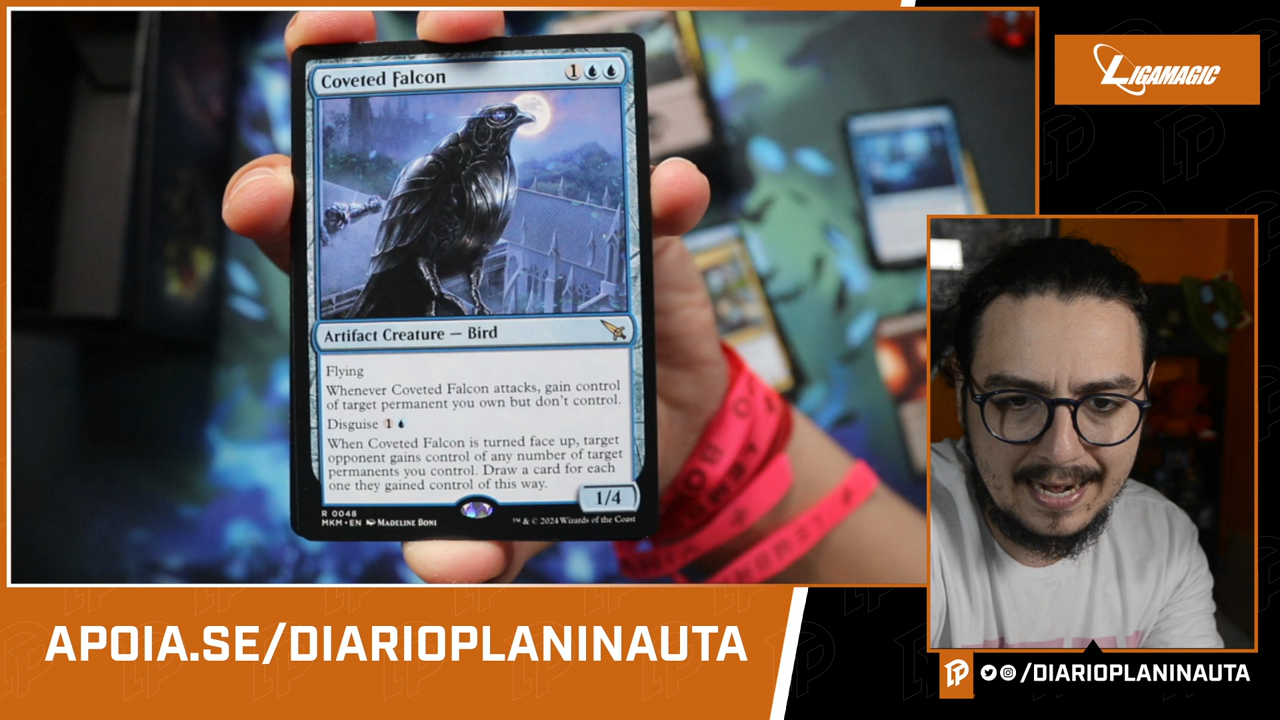 Coveted Falcon
1
Artifact Creature — Bird
Flying
Whenever Coveted Falcon attacks, gain control
of target permanent you own but don't control.
Disguise 1
When Coveted Falcon is turned face up, target
opponent gains control of any number of target
permanents you control. Draw a card for each
one they gained control of this way.
1/4
R 0048
MKM • EN MADELINE BONI
™ & © 2024 Wizards of the Coast
LIGAMAGIC
APOIA.SE/DIARIOPLANINAUTA
/DIARIOPLANINAUTA